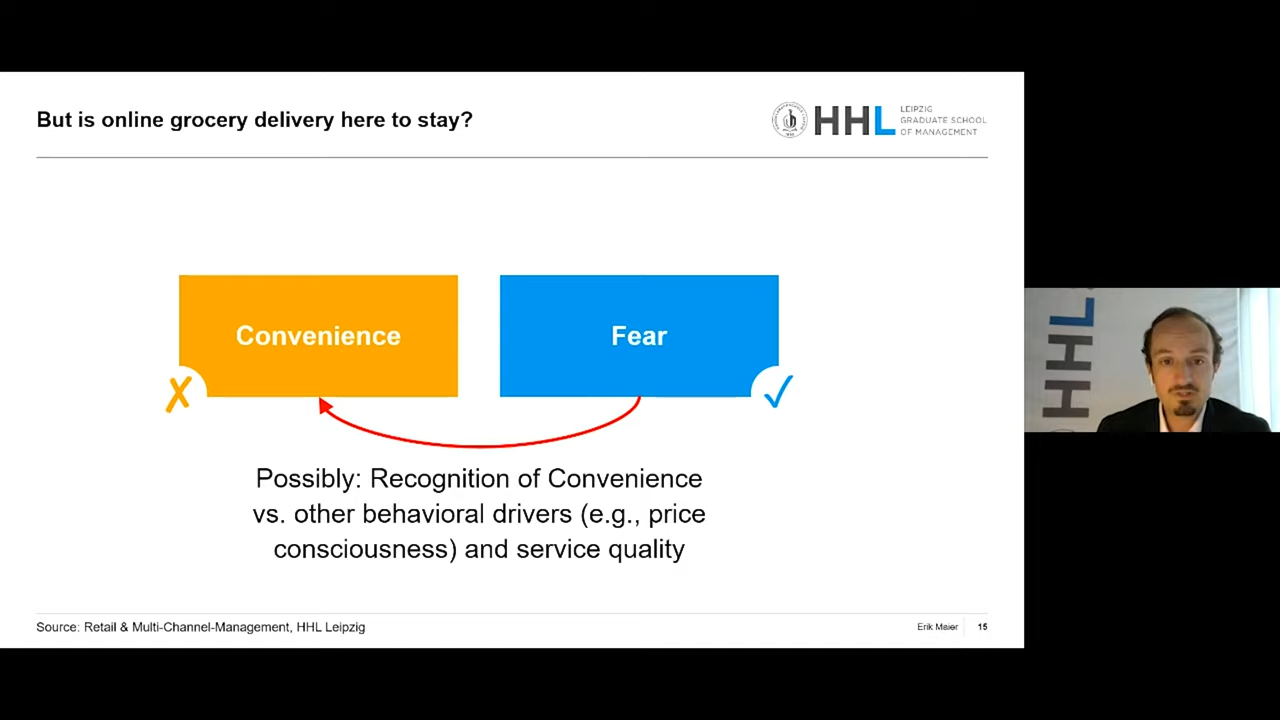 But is online grocery delivery here to stay?
HHL
LEIPZIG
GRADUATE SCHOOL
OF MANAGEMENT
Convenience
Fear
✗
✓
Possibly: Recognition of Convenience
vs. other behavioral drivers (e.g., price
consciousness) and service quality
Source: Retail & Multi-Channel-Management, HHL Leipzig
Erik Maier
15
HHL